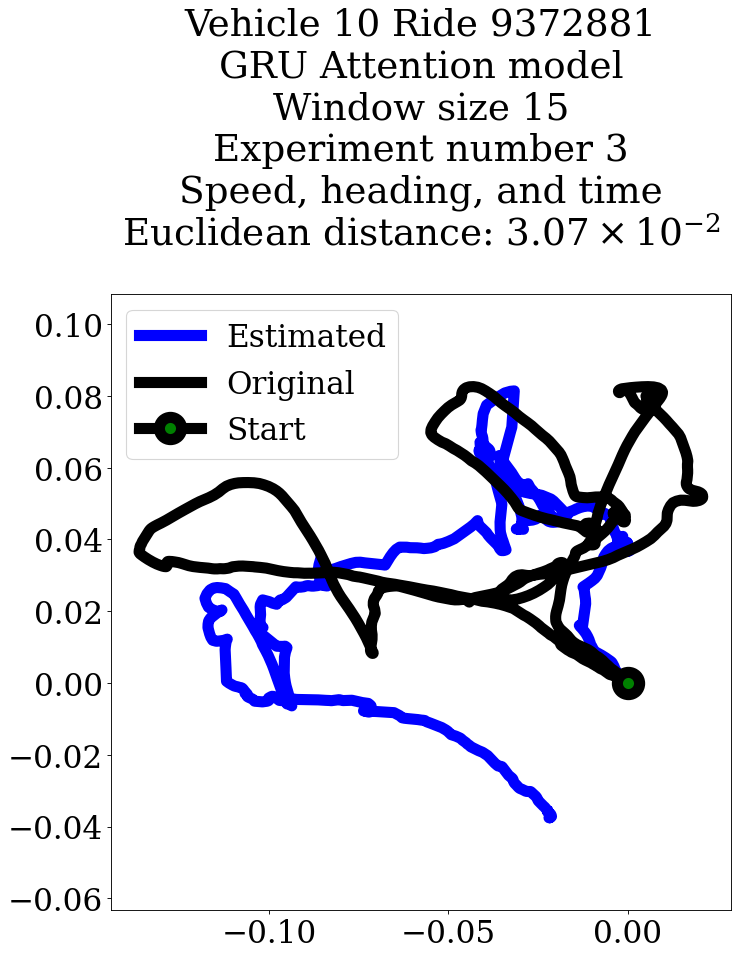 Vehicle 10 Ride 9372881
GRU Attention model
Window size 15
Experiment number 3
Speed, heading, and time
Euclidean distance: 3.07 × 10⁻²
Estimated
Original
Start
0.10
0.08
0.06
0.04
0.02
0.00
−0.02
−0.04
−0.06
−0.10
−0.05
0.00